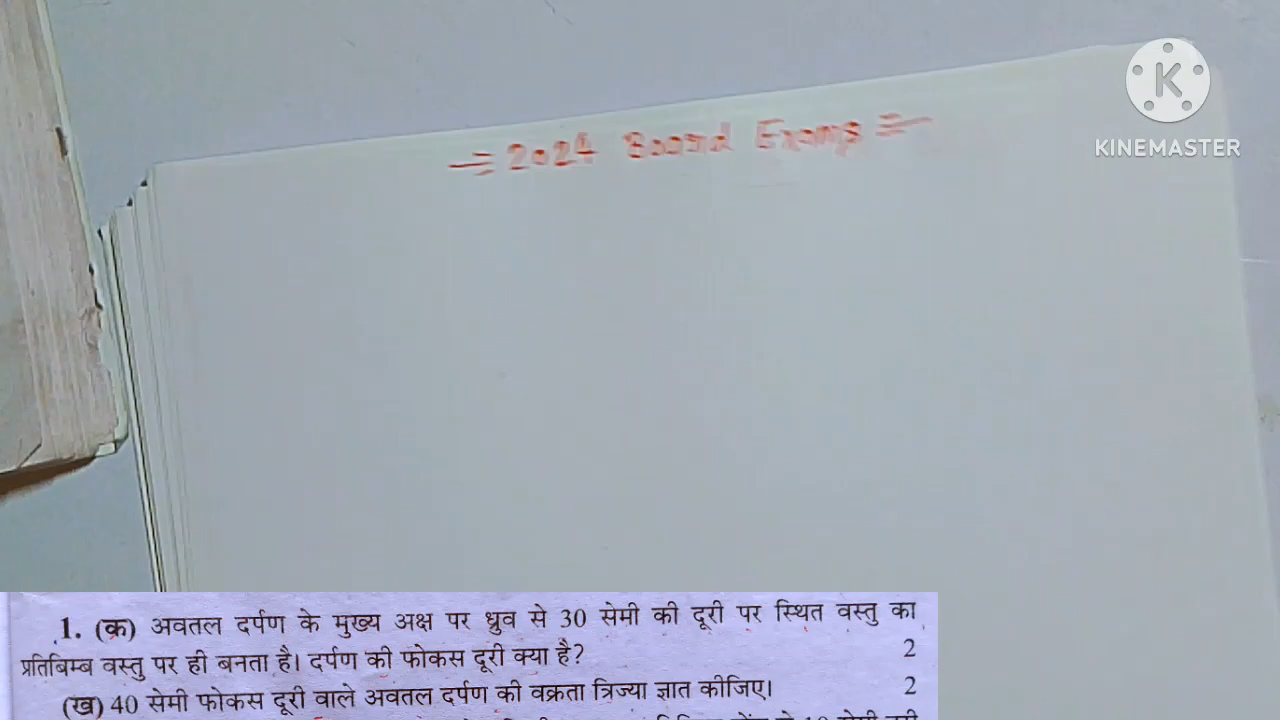 KINEMASTER
⇒ 2024 Board Exams ⇐
1. (क) अवतल दर्पण के मुख्य अक्ष पर ध्रुव से 30 सेमी की दूरी पर स्थित वस्तु का
प्रतिबिम्ब वस्तु पर ही बनता है। दर्पण की फोकस दूरी क्या है? 2
(ख) 40 सेमी फोकस दूरी वाले अवतल दर्पण की वक्रता त्रिज्या ज्ञात कीजिए। 2